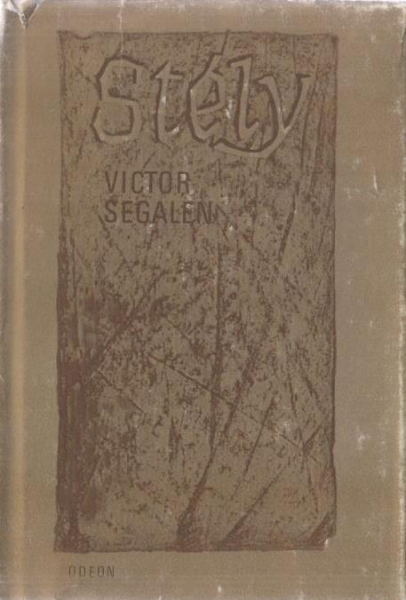 Stély
VICTOR
SEGALEN
ODEON